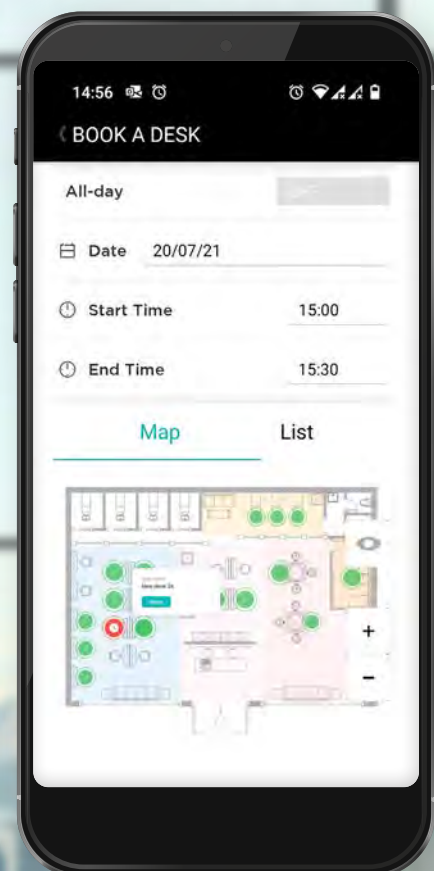 14:56
BOOK A DESK
All-day
Date 20/07/21
Start Time 15:00
End Time 15:30
Map List
+
−